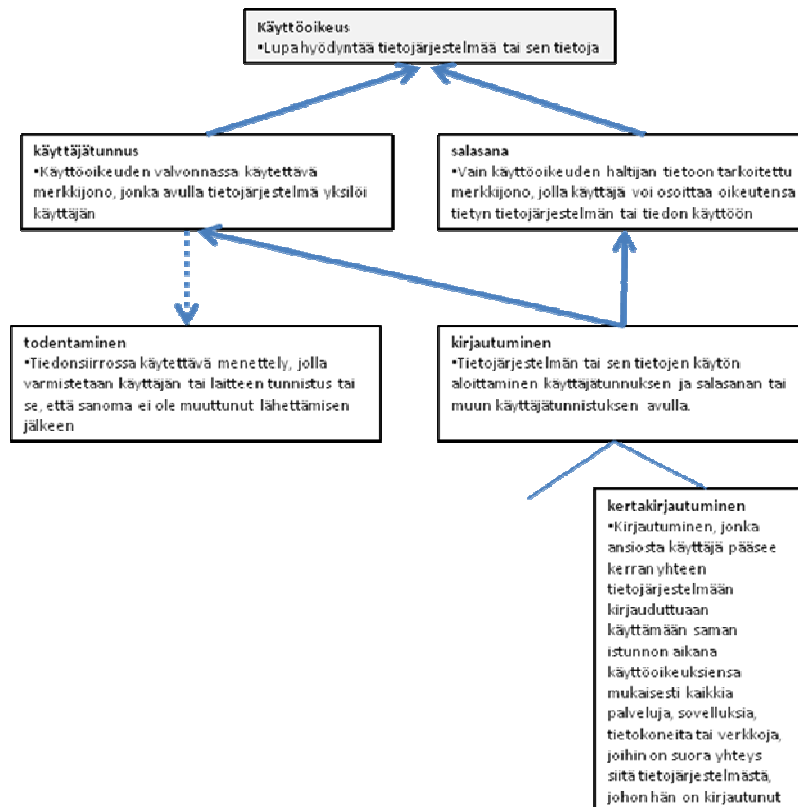 Käyttöoikeus
•Lupa hyödyntää tietojärjestelmää tai sen tietoja
käyttäjätunnus
•Käyttöoikeuden valvonnassa käytettävä
merkkijono, jonka avulla tietojärjestelmä yksilöi
käyttäjän
salasana
•Vain käyttöoikeuden haltijan tietoon tarkoitettu
merkkijono, jolla käyttäjä voi osoittaa oikeutensa
tietyn tietojärjestelmän tai tiedon käyttöön
todentaminen
•Tiedonsiirrossa käytettävä menettely, jolla
varmistetaan käyttäjän tai laitteen tunnistus tai
se, että sanoma ei ole muuttunut lähettämisen
jälkeen
kirjautuminen
•Tietojärjestelmän tai sen tietojen käytön
aloittaminen käyttäjätunnuksen ja salasanan tai
muun käyttäjätunnistuksen avulla.
kertakirjautuminen
•Kirjautuminen, jonka
ansiosta käyttäjä pääsee
kerran yhteen
tietojärjestelmään
kirjauduttuaan
käyttämään saman
istunnon aikana
käyttöoikeuksiensa
mukaisesti kaikkia
palveluja, sovelluksia,
tietokoneita tai verkkoja,
joihin on suora yhteys
siitä tietojärjestelmästä,
johon hän on kirjautunut